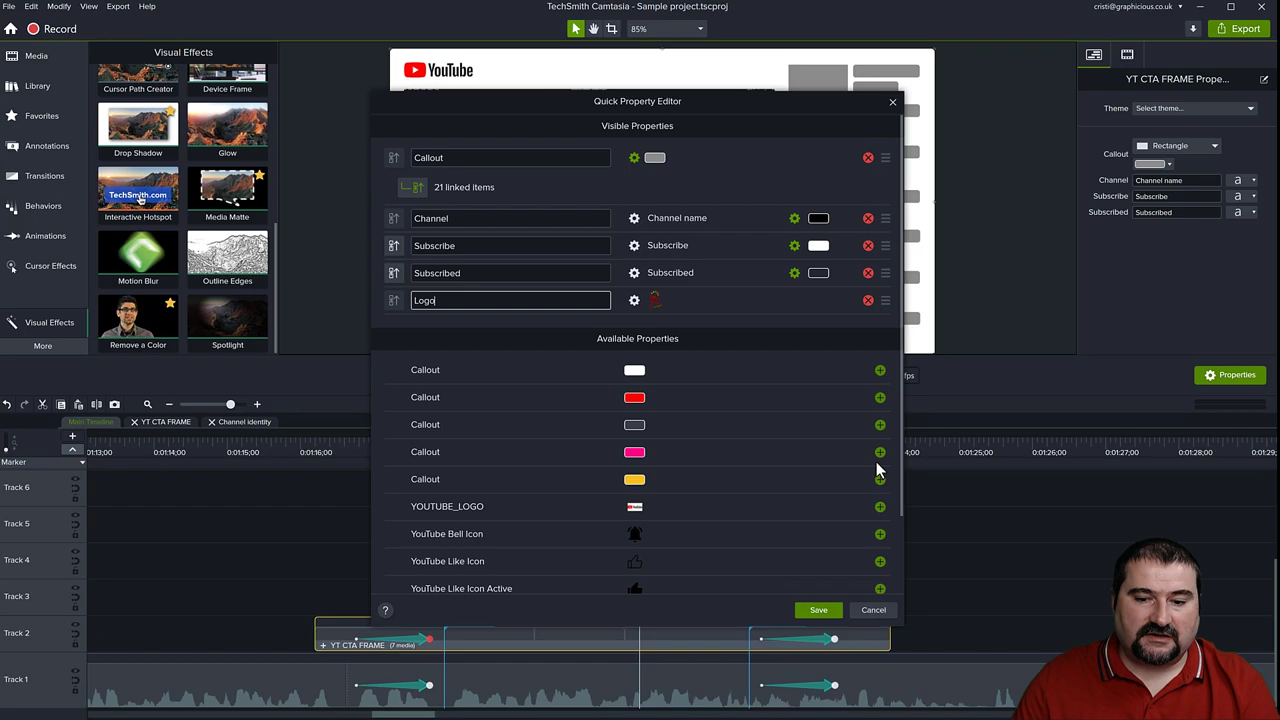 File Edit Modify View Export Help
TechSmith Camtasia - Sample project.tscproj
cristi@graphicious.co.uk
Record
85%
Export
Media
Library
Favorites
Annotations
Transitions
Behaviors
Animations
Cursor Effects
Visual Effects
More
Visual Effects
Cursor Path Creator
Device Frame
Drop Shadow
Glow
TechSmith.com
Interactive Hotspot
Media Matte
Motion Blur
Outline Edges
Remove a Color
Spotlight
YouTube
Quick Property Editor
Visible Properties
Callout
21 linked items
Channel Channel name
Subscribe Subscribe
Subscribed Subscribed
Logo
Available Properties
Callout
Callout
Callout
Callout
Callout
YOUTUBE_LOGO
YouTube Bell Icon
YouTube Like Icon
YouTube Like Icon Active
? Save Cancel
YT CTA FRAME Prope...
Theme Select theme...
Callout Rectangle
Channel Channel name a
Subscribe Subscribe a
Subscribed Subscribed a
fps
Properties
Main Timeline YT CTA FRAME Channel identity
0:01:13;00 0:01:14;00 0:01:15;00 0:01:16;00 0:01:26;00 0:01:27;00 0:01:28;00 0:01:29;
Marker
Track 6
Track 5
Track 4
Track 3
Track 2
+ YT CTA FRAME (7 media)
Track 1